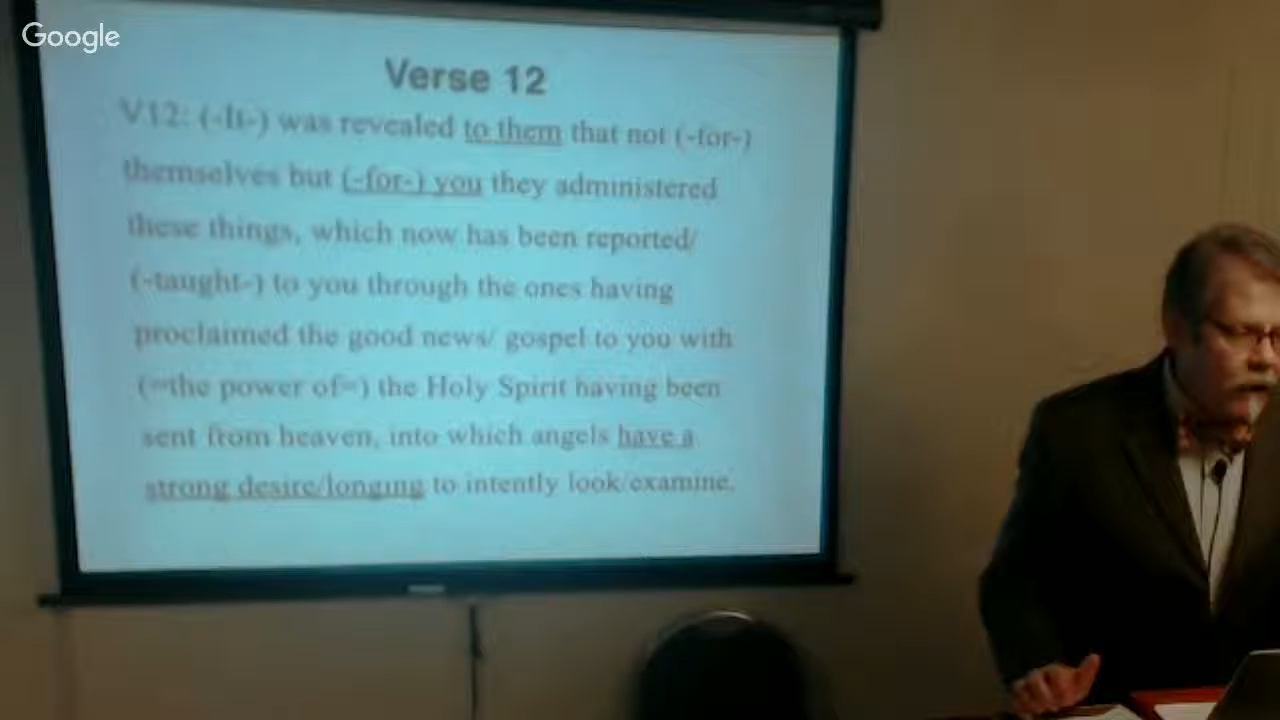 Google
Verse 12
V12: (-It-) was revealed to them that not (-for-)
themselves but (-for-) you they administered
these things, which now has been reported/
(-taught-) to you through the ones having
proclaimed the good news/ gospel to you with
(=the power of=) the Holy Spirit having been
sent from heaven, into which angels have a
strong desire/longing to intently look/examine.